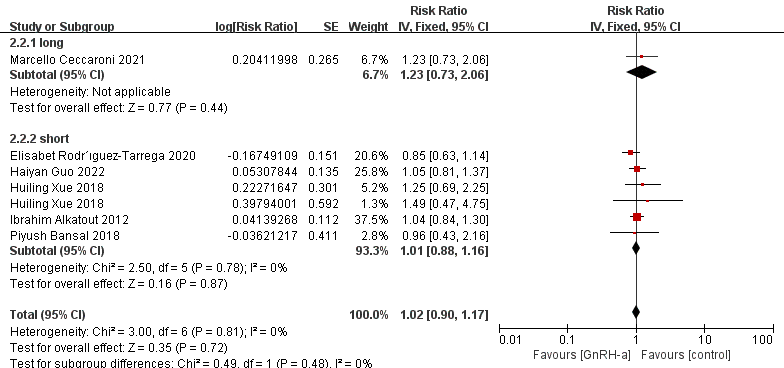 Risk Ratio Risk Ratio
Study or Subgroup log[Risk Ratio] SE Weight IV, Fixed, 95% CI IV, Fixed, 95% CI
2.2.1 long
Marcello Ceccaroni 2021 0.20411998 0.265 6.7% 1.23 [0.73, 2.06]
Subtotal (95% CI) 6.7% 1.23 [0.73, 2.06]
Heterogeneity: Not applicable
Test for overall effect: Z = 0.77 (P = 0.44)
2.2.2 short
Elisabet Rodr´ıguez-Tarrega 2020 -0.16749109 0.151 20.6% 0.85 [0.63, 1.14]
Haiyan Guo 2022 0.05307844 0.135 25.8% 1.05 [0.81, 1.37]
Huiling Xue 2018 0.22271647 0.301 5.2% 1.25 [0.69, 2.25]
Huiling Xue 2018 0.39794001 0.592 1.3% 1.49 [0.47, 4.75]
Ibrahim Alkatout 2012 0.04139268 0.112 37.5% 1.04 [0.84, 1.30]
Piyush Bansal 2018 -0.03621217 0.411 2.8% 0.96 [0.43, 2.16]
Subtotal (95% CI) 93.3% 1.01 [0.88, 1.16]
Heterogeneity: Chi² = 2.50, df = 5 (P = 0.78); I² = 0%
Test for overall effect: Z = 0.16 (P = 0.87)
Total (95% CI) 100.0% 1.02 [0.90, 1.17]
Heterogeneity: Chi² = 3.00, df = 6 (P = 0.81); I² = 0%
Test for overall effect: Z = 0.35 (P = 0.72)
Test for subgroup differences: Chi² = 0.49, df = 1 (P = 0.48), I² = 0%
0.01 0.1 1 10 100
Favours [GnRH-a] Favours [control]